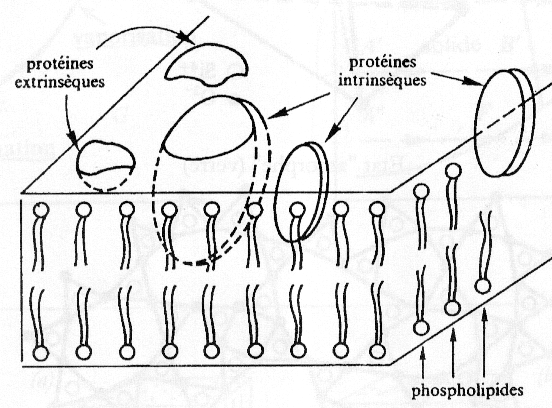 protéines
extrinsèques
protéines
intrinsèques
phospholipides